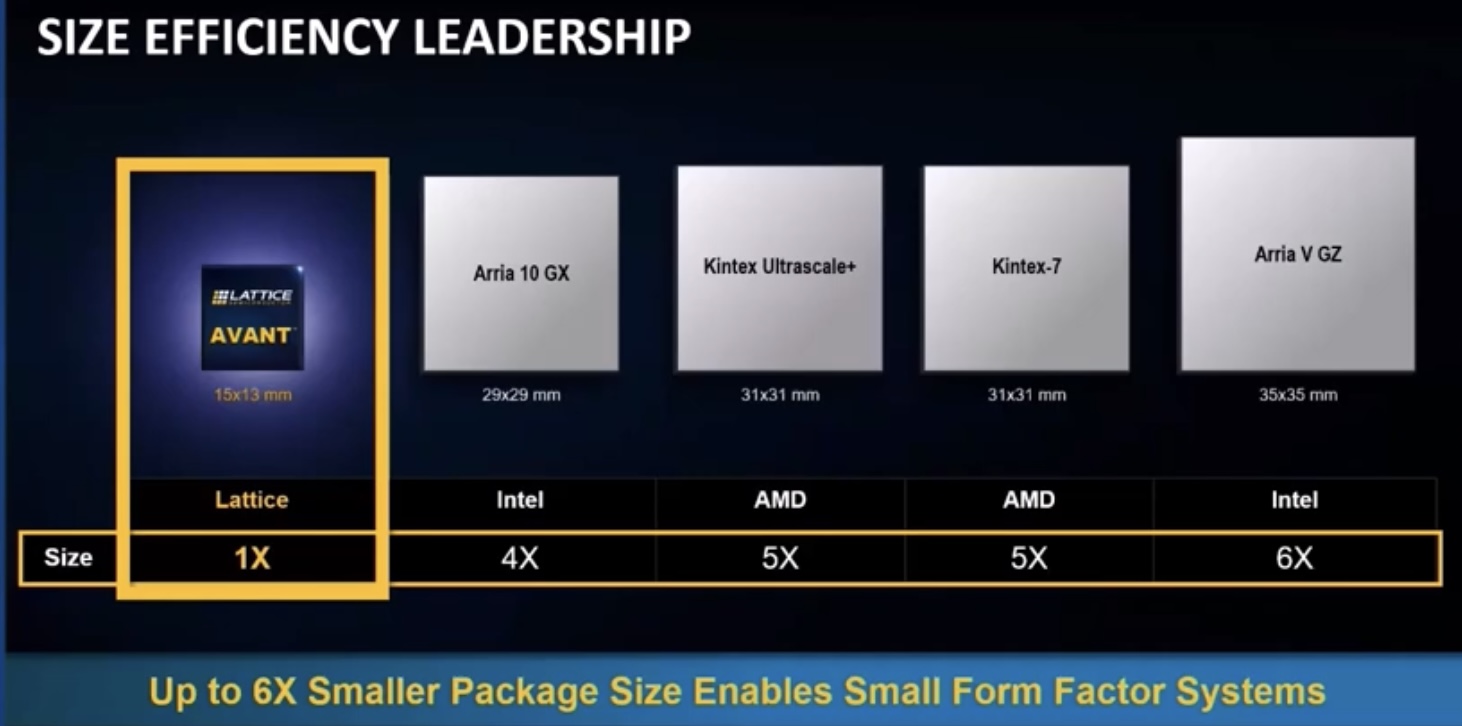 SIZE EFFICIENCY LEADERSHIP
LATTICE
SEMICONDUCTOR
AVANT™
15x13 mm
Arria 10 GX
29x29 mm
Kintex Ultrascale+
31x31 mm
Kintex-7
31x31 mm
Arria V GZ
35x35 mm
Lattice Intel AMD AMD Intel
Size 1X 4X 5X 5X 6X
Up to 6X Smaller Package Size Enables Small Form Factor Systems